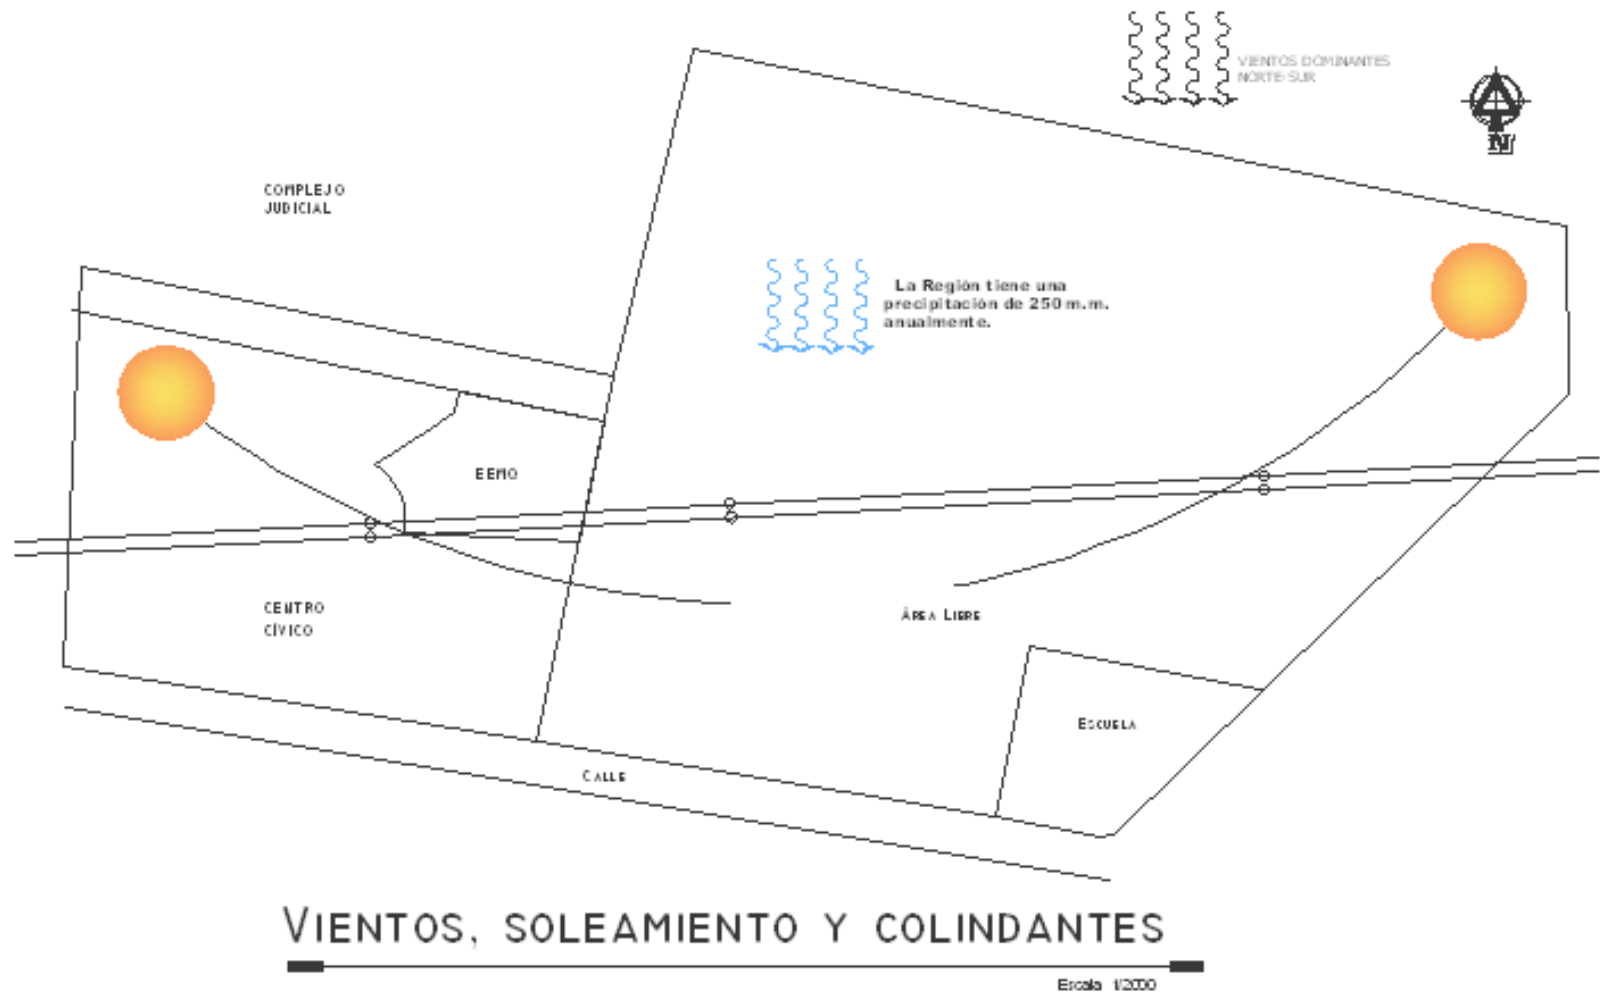 VIENTOS DOMINANTES
NORTE-SUR
N
COMPLEJO
JUDICIAL
La Región tiene una
precipitación de 250 m.m.
anualmente.
EEMO
CENTRO
CÍVICO
ÁREA LIBRE
ESCUELA
CALLE
VIENTOS, SOLEAMIENTO Y COLINDANTES
Escala 1/2000